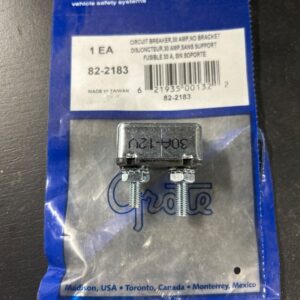 vehicle safety systems
1 EA
CIRCUIT BREAKER,30 AMP,NO BRACKET
DISJONCTEUR,30 AMP,SANS SUPPORT
FUSIBLE 30 A, SIN SOPORTE
82-2183
MADE IN TAIWAN
6 21935 00132 2
82-2183
30A-12V
Grote
Madison, USA • Toronto, Canada • Monterrey, Mexico